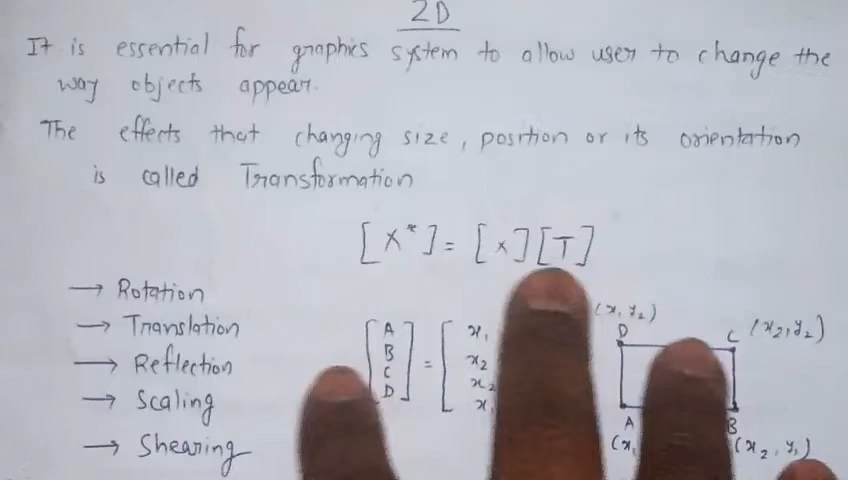 2D
It is essential for graphics system to allow user to change the
way objects appear.
The effects that changing size, position or its orientation
is called Transformation
[X*] = [x][T]
→ Rotation
→ Translation
→ Reflection
→ Scaling
→ Shearing
A
B
C
D
=
x₁
x₂
x₂
x₁
(x₁ y₂)
D
C (x₂, y₂)
A
B
(x₁
(x₂, y₁)